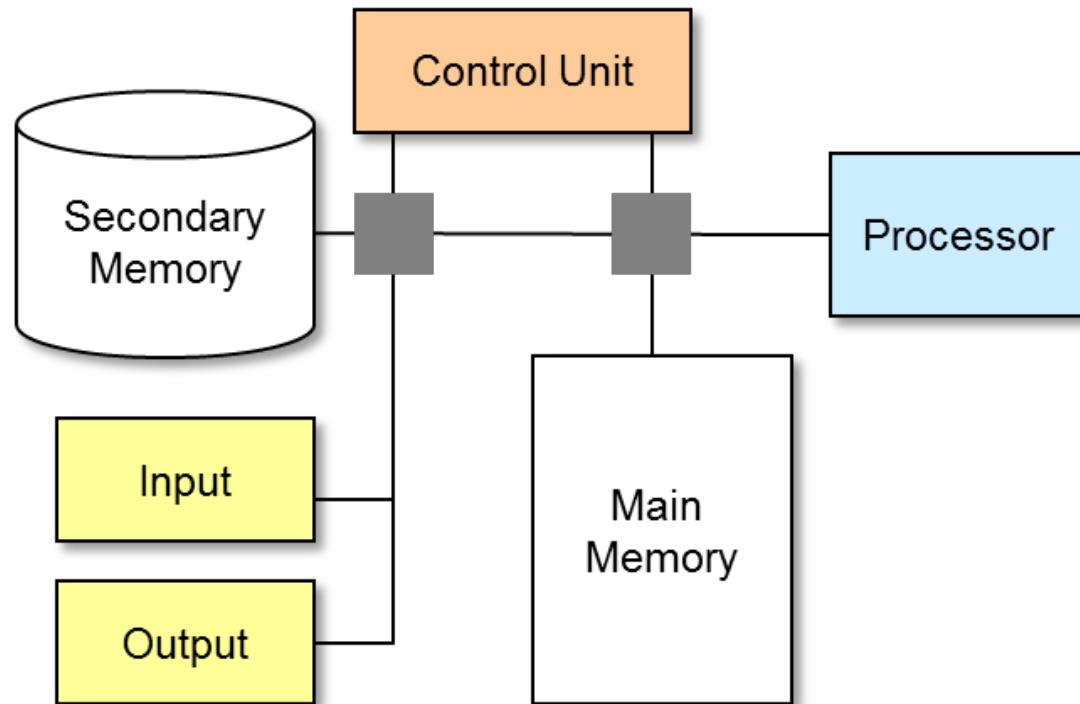 Control Unit
Secondary
Memory
Processor
Input
Main
Memory
Output